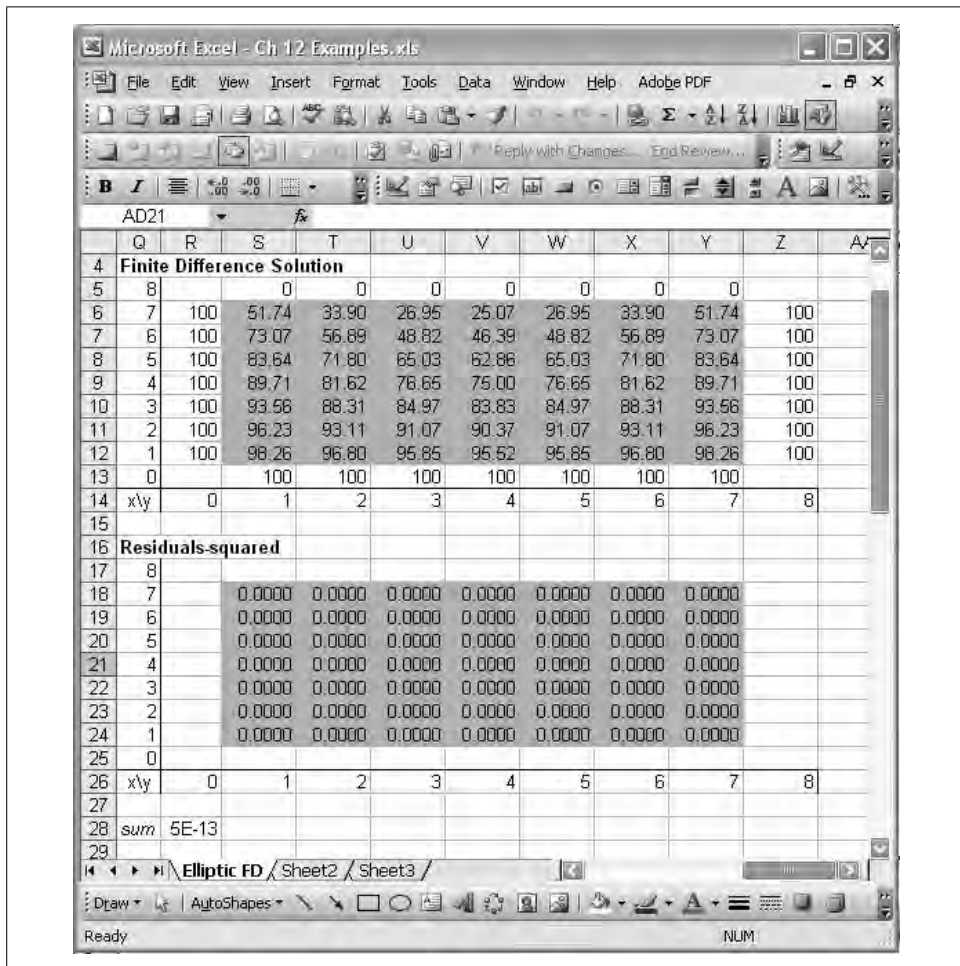 Microsoft Excel - Ch 12 Examples.xls
File Edit View Insert Format Tools Data Window Help Adobe PDF
Reply with Changes... End Review...
B I
AD21 fx
Q R S T U V W X Y Z
4 Finite Difference Solution
5 8 0 0 0 0 0 0 0
6 7 100 51.74 33.90 26.95 25.07 26.95 33.90 51.74 100
7 6 100 73.07 56.89 48.82 46.39 48.82 56.89 73.07 100
8 5 100 83.64 71.80 65.03 62.86 65.03 71.80 83.64 100
9 4 100 89.71 81.62 76.65 75.00 76.65 81.62 89.71 100
10 3 100 93.56 88.31 84.97 83.83 84.97 88.31 93.56 100
11 2 100 96.23 93.11 91.07 90.37 91.07 93.11 96.23 100
12 1 100 98.26 96.80 95.85 95.52 95.85 96.80 98.26 100
13 0 100 100 100 100 100 100 100
14 x\y 0 1 2 3 4 5 6 7 8
15
16 Residuals-squared
17 8
18 7 0.0000 0.0000 0.0000 0.0000 0.0000 0.0000 0.0000
19 6 0.0000 0.0000 0.0000 0.0000 0.0000 0.0000 0.0000
20 5 0.0000 0.0000 0.0000 0.0000 0.0000 0.0000 0.0000
21 4 0.0000 0.0000 0.0000 0.0000 0.0000 0.0000 0.0000
22 3 0.0000 0.0000 0.0000 0.0000 0.0000 0.0000 0.0000
23 2 0.0000 0.0000 0.0000 0.0000 0.0000 0.0000 0.0000
24 1 0.0000 0.0000 0.0000 0.0000 0.0000 0.0000 0.0000
25 0
26 x\y 0 1 2 3 4 5 6 7 8
27
28 sum 5E-13
29
Elliptic FD / Sheet2 / Sheet3 /
Draw AutoShapes
Ready NUM